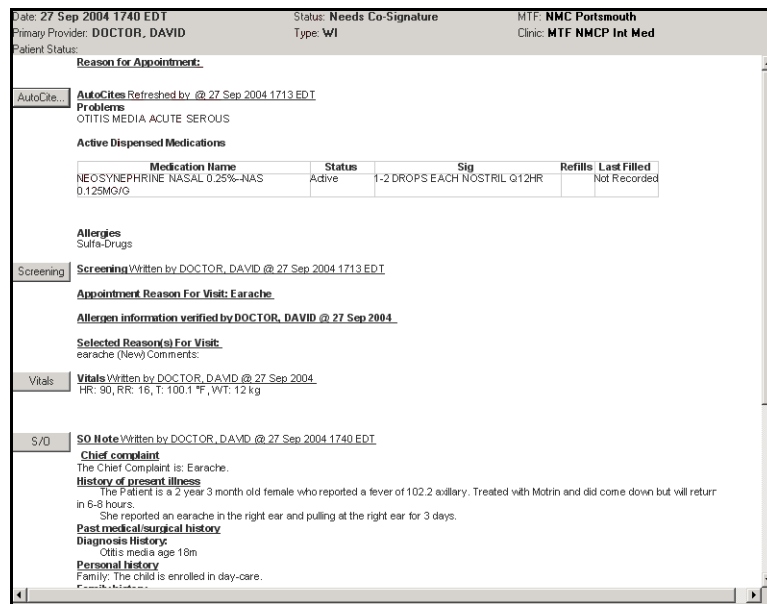 Date: 27 Sep 2004 1740 EDT Status: Needs Co-Signature MTF: NMC Portsmouth
Primary Provider: DOCTOR, DAVID Type: WI Clinic: MTF NMCP Int Med
Patient Status:
Reason for Appointment:
AutoCite... AutoCites Refreshed by @ 27 Sep 2004 1713 EDT
Problems
OTITIS MEDIA ACUTE SEROUS
Active Dispensed Medications
Medication Name Status Sig Refills Last Filled
NEOSYNEPHRINE NASAL 0.25%--NAS Active 1-2 DROPS EACH NOSTRIL Q12HR Not Recorded
0.125MG/G
Allergies
Sulfa-Drugs
Screening Screening Written by DOCTOR, DAVID @ 27 Sep 2004 1713 EDT
Appointment Reason For Visit: Earache
Allergen information verified by DOCTOR, DAVID @ 27 Sep 2004
Selected Reason(s) For Visit:
earache (New) Comments:
Vitals Vitals Written by DOCTOR, DAVID @ 27 Sep 2004
HR: 90, RR: 16, T: 100.1 °F, WT: 12 kg
S/O SO Note Written by DOCTOR, DAVID @ 27 Sep 2004 1740 EDT
Chief complaint
The Chief Complaint is: Earache.
History of present illness
The Patient is a 2 year 3 month old female who reported a fever of 102.2 axillary. Treated with Motrin and did come down but will return
in 6-8 hours.
She reported an earache in the right ear and pulling at the right ear for 3 days.
Past medical/surgical history
Diagnosis History:
Otitis media age 18m
Personal history
Family: The child is enrolled in day-care.
Family history